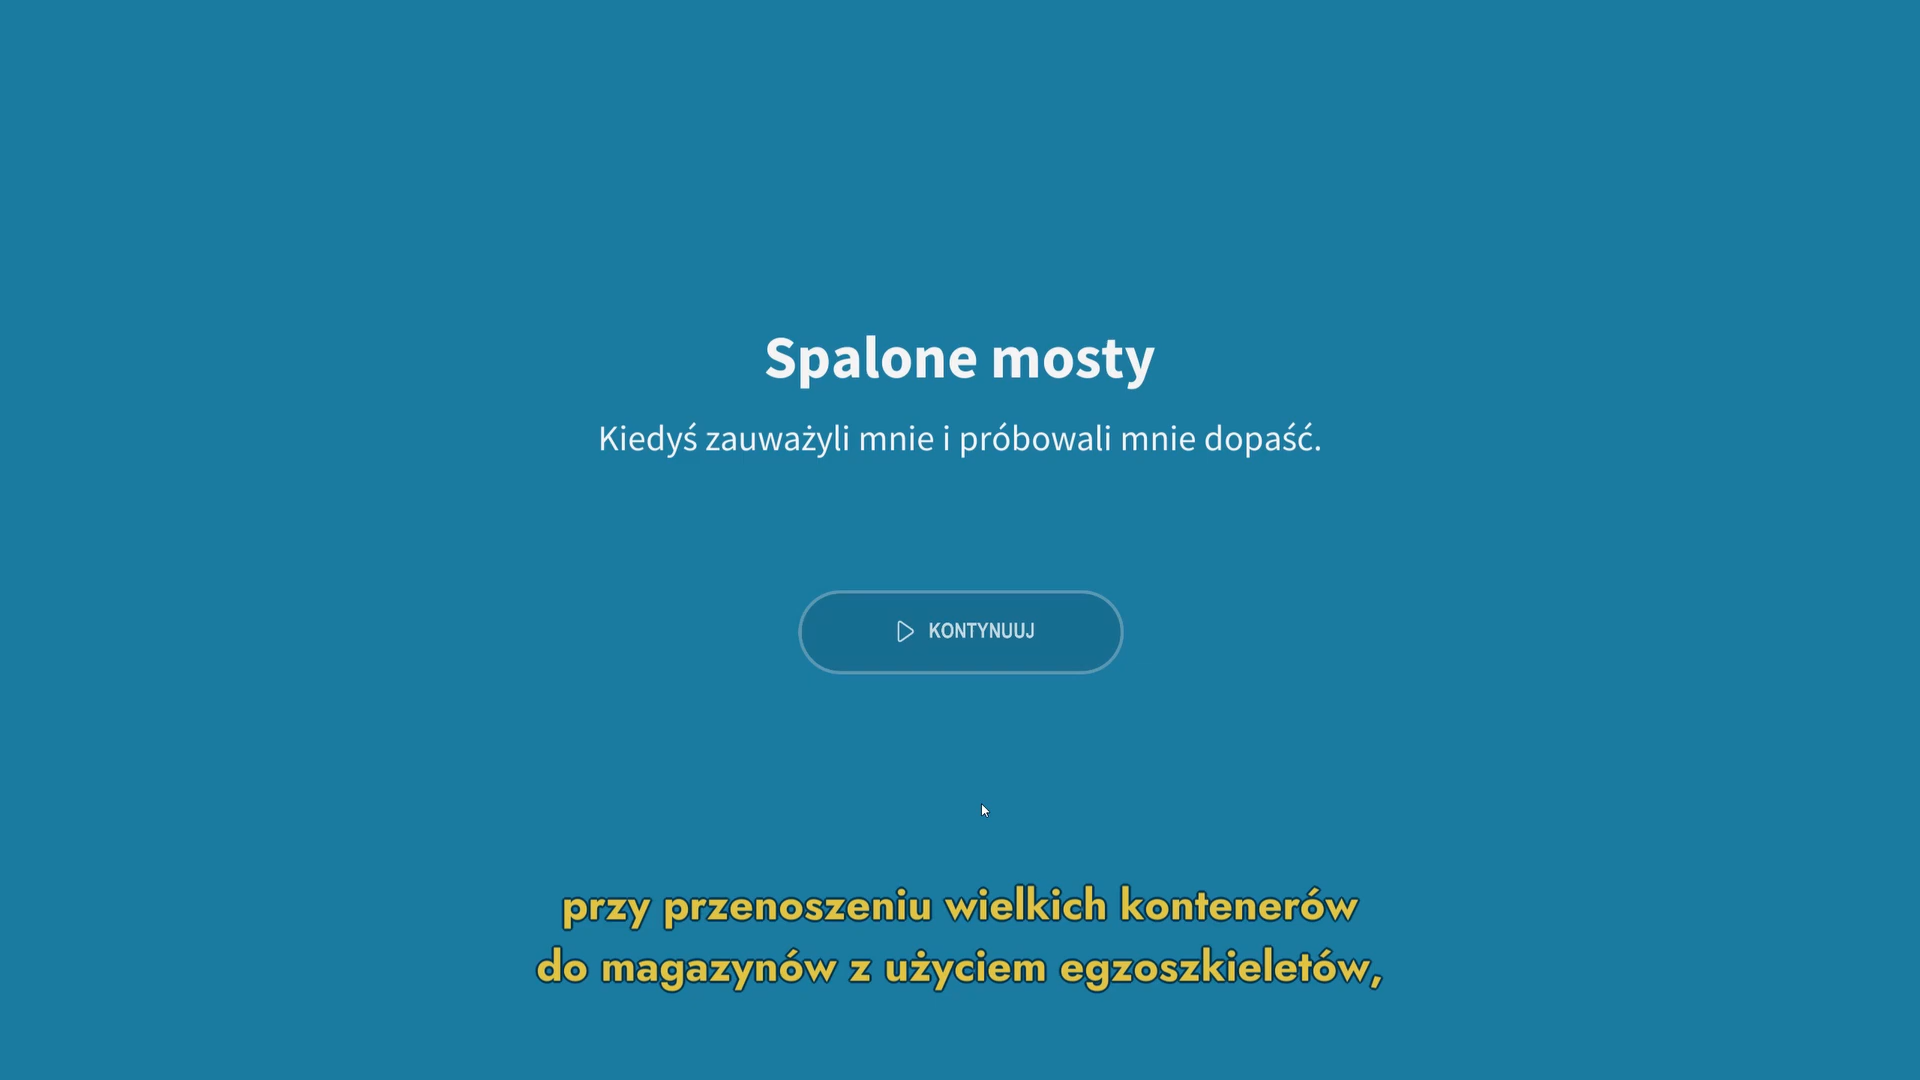 Spalone mosty
Kiedyś zauważyli mnie i próbowali mnie dopaść.
KONTYNUUJ
przy przenoszeniu wielkich kontenerów
do magazynów z użyciem egzoszkieletów,